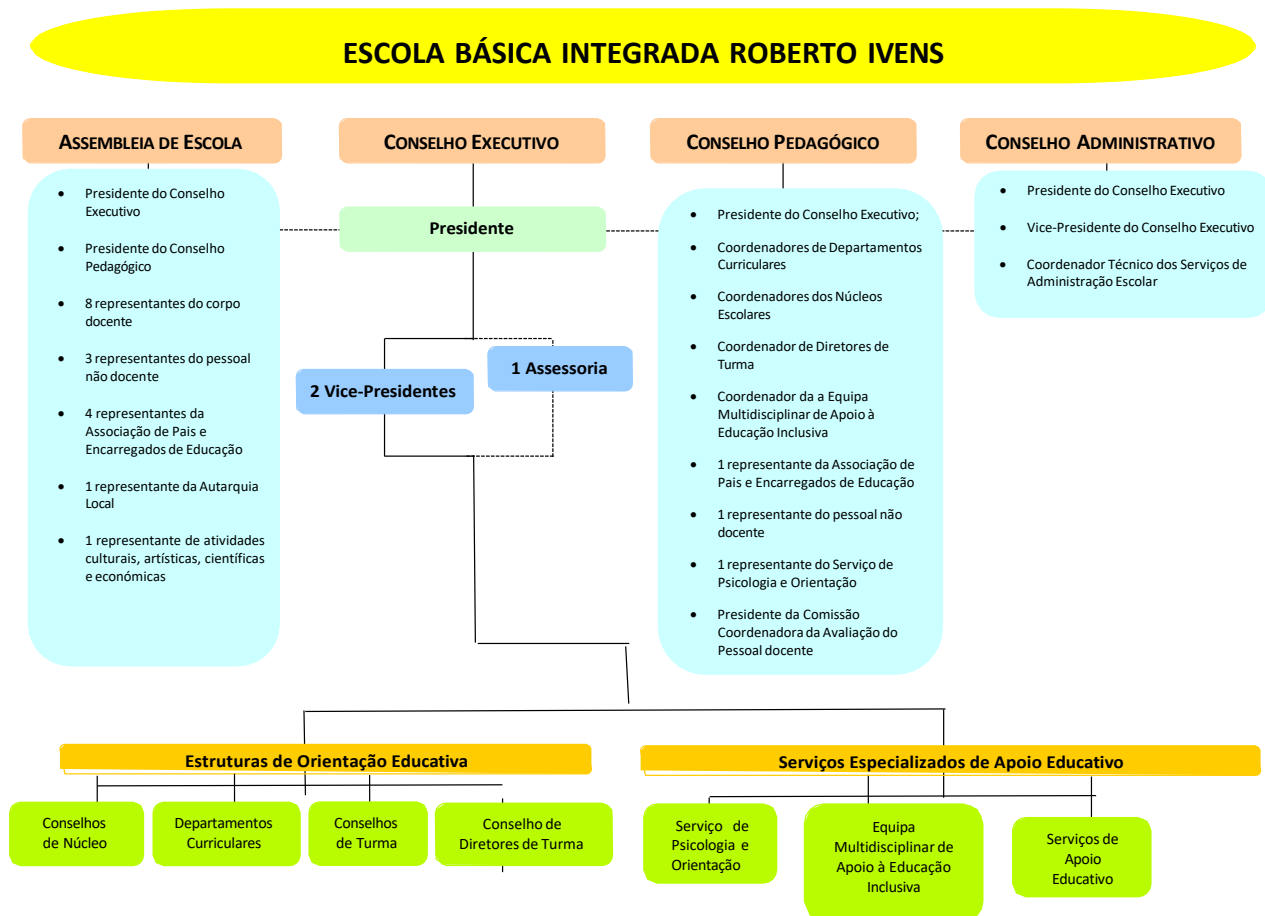 ESCOLA BÁSICA INTEGRADA ROBERTO IVENS
ASSEMBLEIA DE ESCOLA
• Presidente do Conselho
Executivo
• Presidente do Conselho
Pedagógico
• 8 representantes do corpo
docente
• 3 representantes do pessoal
não docente
• 4 representantes da
Associação de Pais e
Encarregados de Educação
• 1 representante da Autarquia
Local
• 1 representante de atividades
culturais, artísticas, científicas
e económicas
CONSELHO EXECUTIVO
Presidente
2 Vice-Presidentes
1 Assessoria
CONSELHO PEDAGÓGICO
• Presidente do Conselho Executivo;
• Coordenadores de Departamentos
Curriculares
• Coordenadores dos Núcleos
Escolares
• Coordenador de Diretores de
Turma
• Coordenador da a Equipa
Multidisciplinar de Apoio à
Educação Inclusiva
• 1 representante da Associação de
Pais e Encarregados de Educação
• 1 representante do pessoal não
docente
• 1 representante do Serviço de
Psicologia e Orientação
• Presidente da Comissão
Coordenadora da Avaliação do
Pessoal docente
CONSELHO ADMINISTRATIVO
• Presidente do Conselho Executivo
• Vice-Presidente do Conselho Executivo
• Coordenador Técnico dos Serviços de
Administração Escolar
Estruturas de Orientação Educativa
Conselhos
de Núcleo
Departamentos
Curriculares
Conselhos
de Turma
Conselho de
Diretores de Turma
Serviços Especializados de Apoio Educativo
Serviço de
Psicologia e
Orientação
Equipa
Multidisciplinar de
Apoio à Educação
Inclusiva
Serviços de
Apoio
Educativo